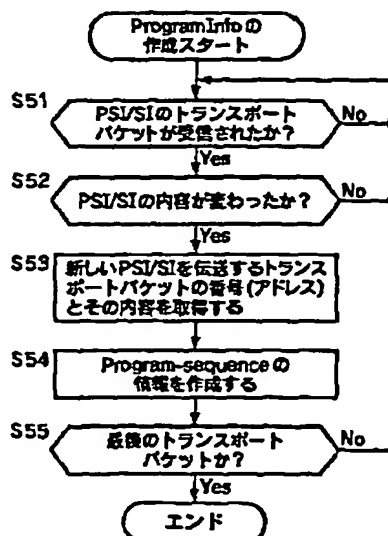 ProgramInfoの
作成スタート
S51
PSI/SIのトランスポート
パケットが受信されたか?
No
Yes
S52
PSI/SIの内容が変わったか?
No
Yes
S53
新しいPSI/SIを伝送するトランス
ポートパケットの番号(アドレス)
とその内容を取得する
S54
Program-sequenceの
情報を作成する
S55
最後のトランスポート
パケットか?
No
Yes
エンド